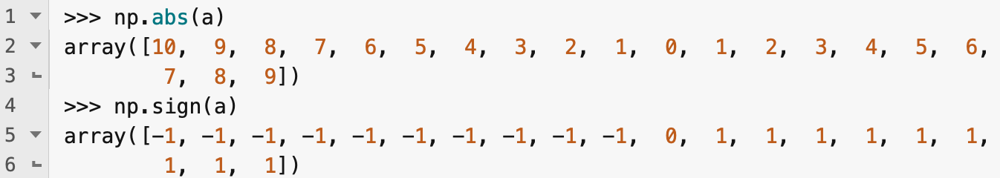 1 >>> np.abs(a)
2 array([10,  9,  8,  7,  6,  5,  4,  3,  2,  1,  0,  1,  2,  3,  4,  5,  6,
3         7,  8,  9])
4 >>> np.sign(a)
5 array([-1, -1, -1, -1, -1, -1, -1, -1, -1, -1,  0,  1,  1,  1,  1,  1,  1,
6         1,  1,  1])